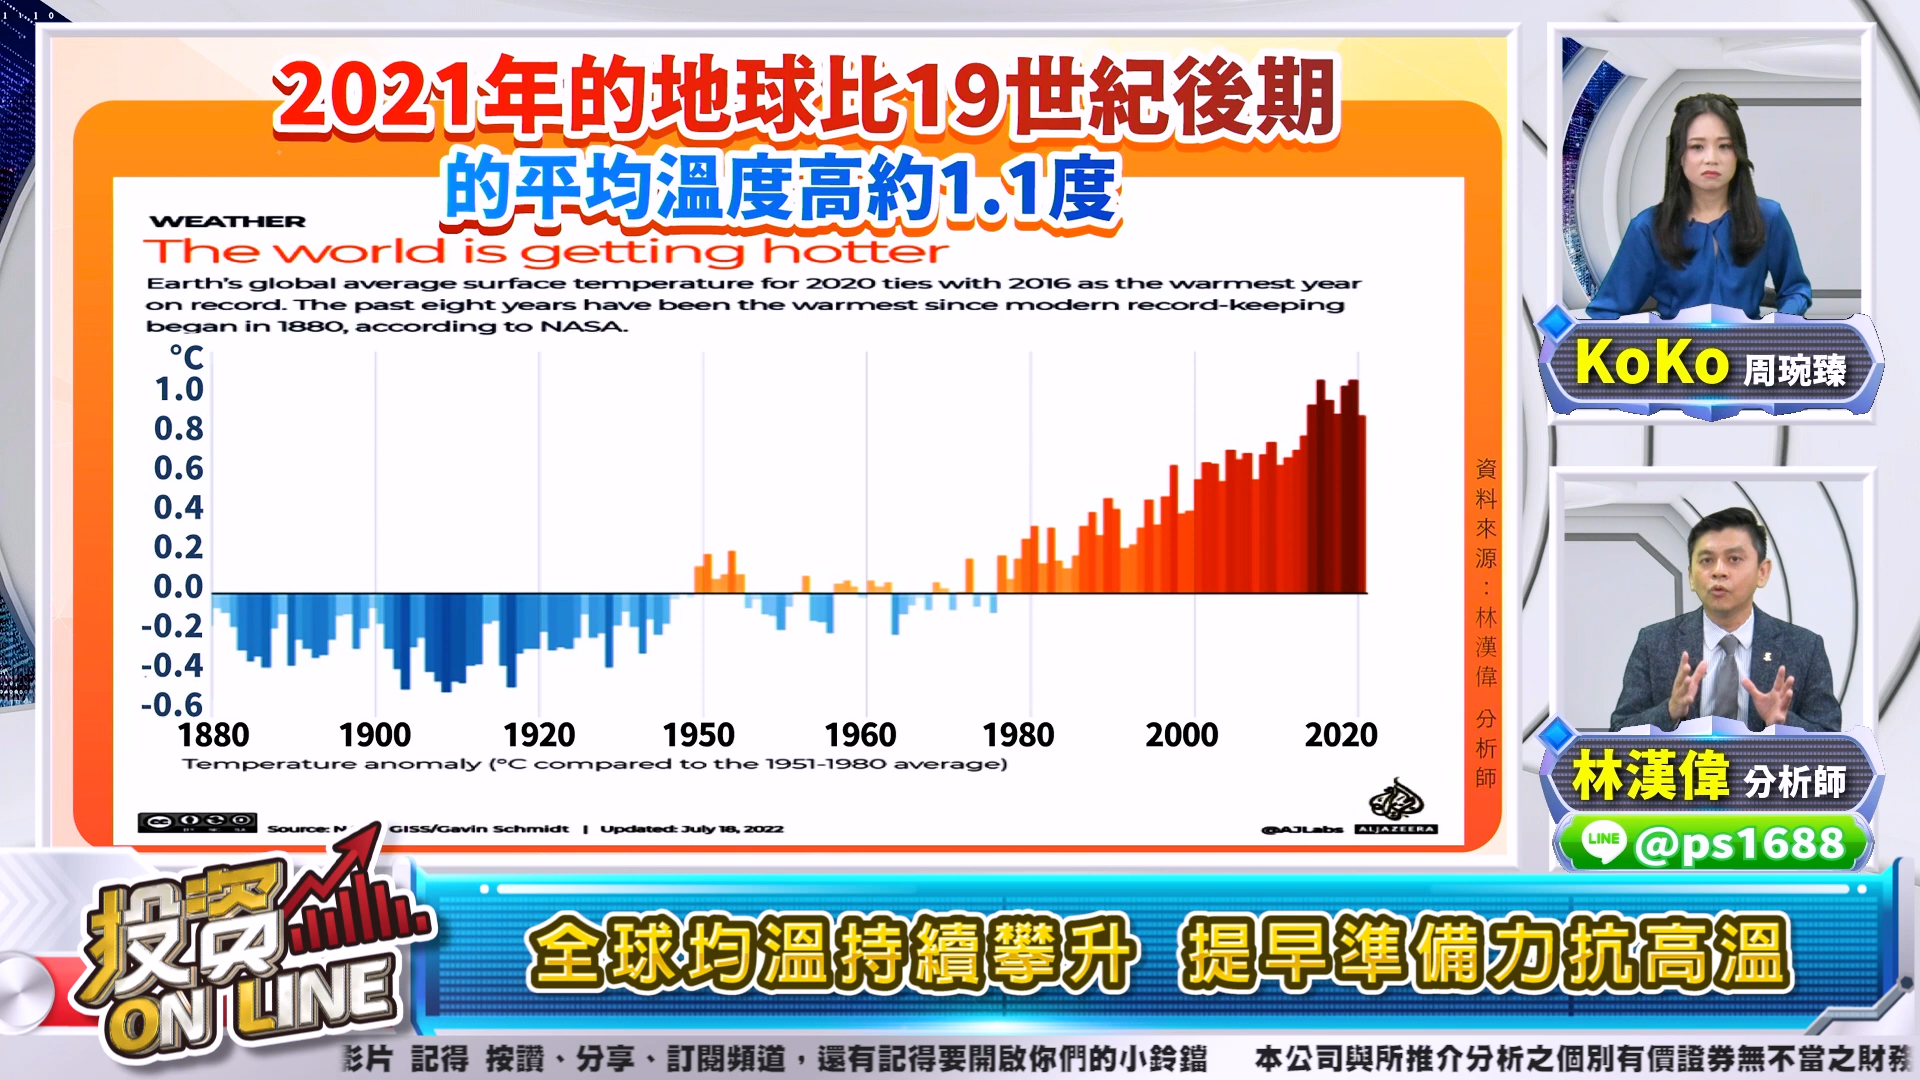 2021年的地球比19世紀後期
的平均溫度高約1.1度
WEATHER
The world is getting hotter
Earth's global average surface temperature for 2020 ties with 2016 as the warmest year
on record. The past eight years have been the warmest since modern record-keeping
began in 1880, according to NASA.
°C
1.0
0.8
0.6
0.4
0.2
0.0
-0.2
-0.4
-0.6
1880 1900 1920 1950 1960 1980 2000 2020
Temperature anomaly (°C compared to the 1951-1980 average)
Source: N GISS/Gavin Schmidt | Updated: July 18, 2022
@AJLabs ALJAZEERA
資料來源：林漢偉 分析師
KoKo 周琬臻
林漢偉 分析師
LINE @ps1688
投資
ON LINE
全球均溫持續攀升 提早準備力抗高溫
影片 記得 按讚、分享、訂閱頻道，還有記得要開啟你們的小鈴鐺 本公司與所推介分析之個別有價證券無不當之財務